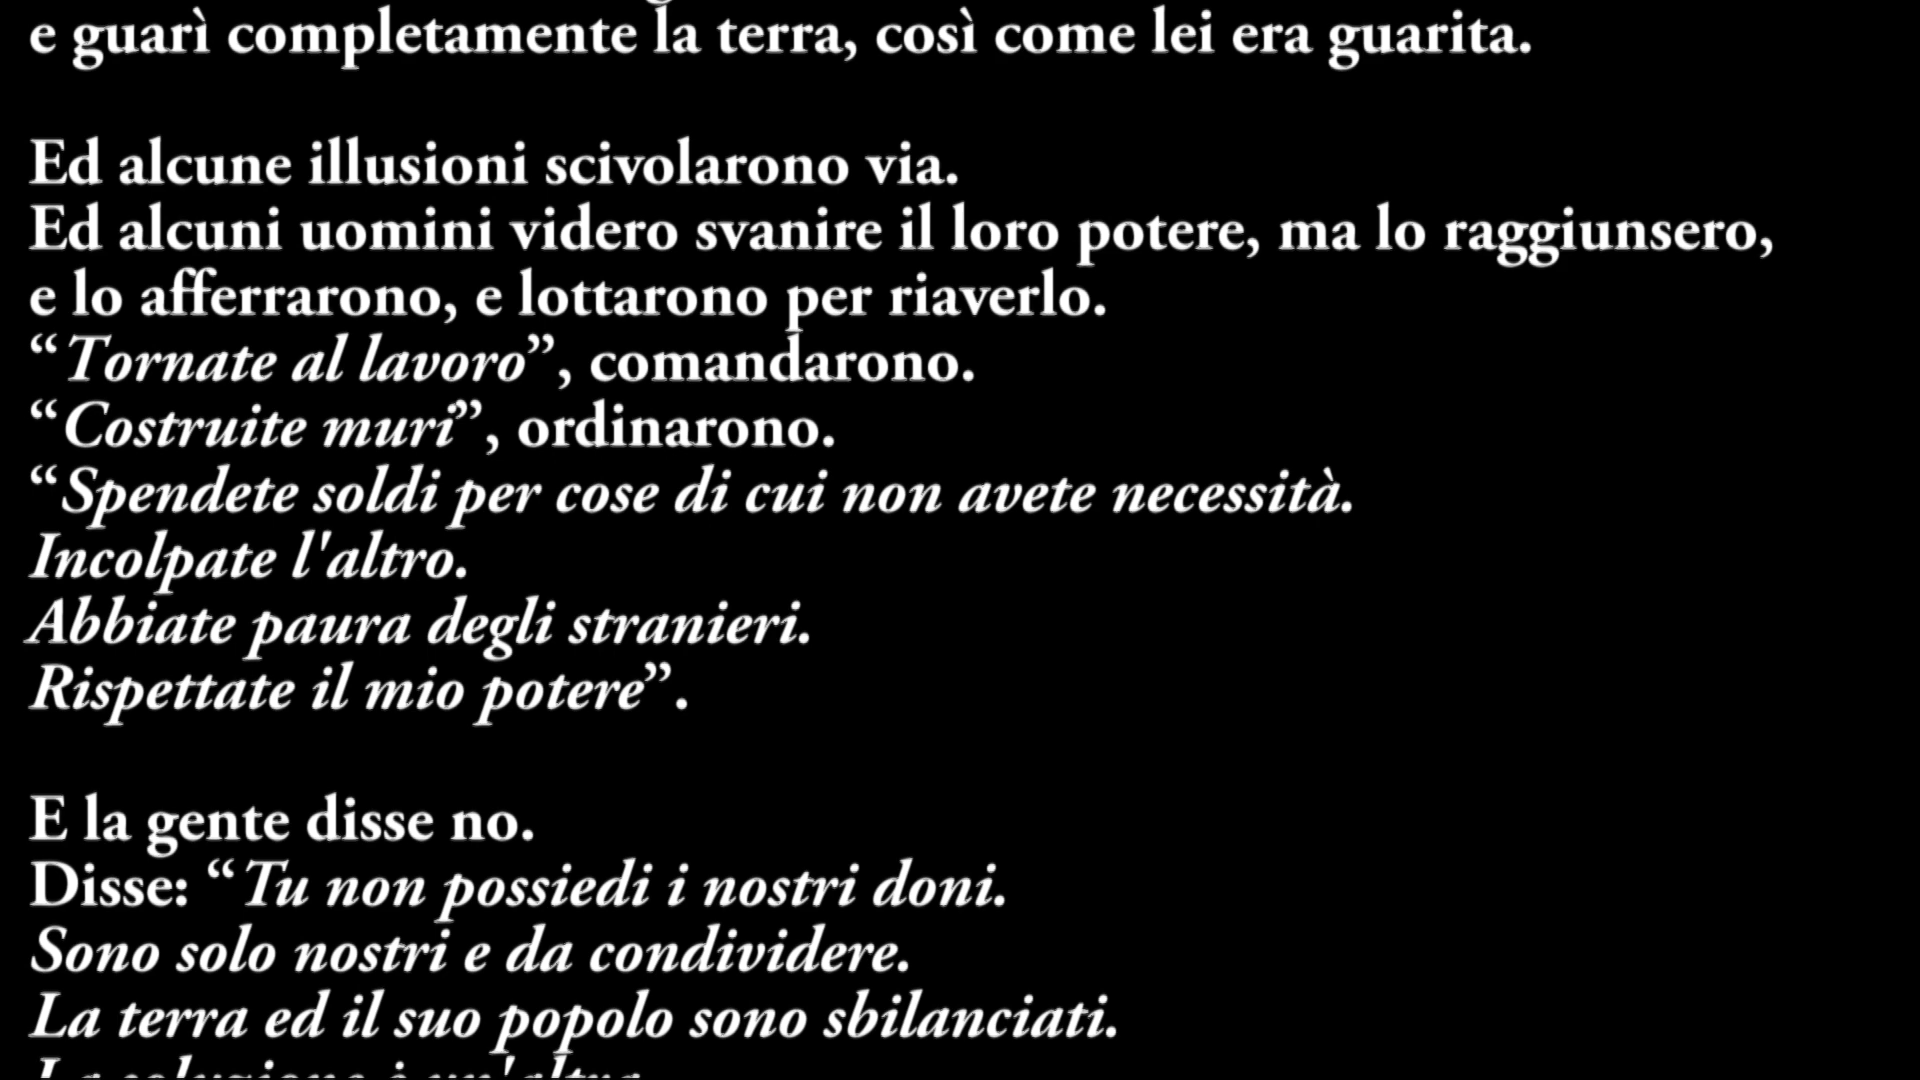 e guarì completamente la terra, così come lei era guarita.
Ed alcune illusioni scivolarono via.
Ed alcuni uomini videro svanire il loro potere, ma lo raggiunsero,
e lo afferrarono, e lottarono per riaverlo.
“Tornate al lavoro”, comandarono.
“Costruite muri”, ordinarono.
“Spendete soldi per cose di cui non avete necessità.
Incolpate l'altro.
Abbiate paura degli stranieri.
Rispettate il mio potere”.
E la gente disse no.
Disse: “Tu non possiedi i nostri doni.
Sono solo nostri e da condividere.
La terra ed il suo popolo sono sbilanciati.
La soluzione è un'altra